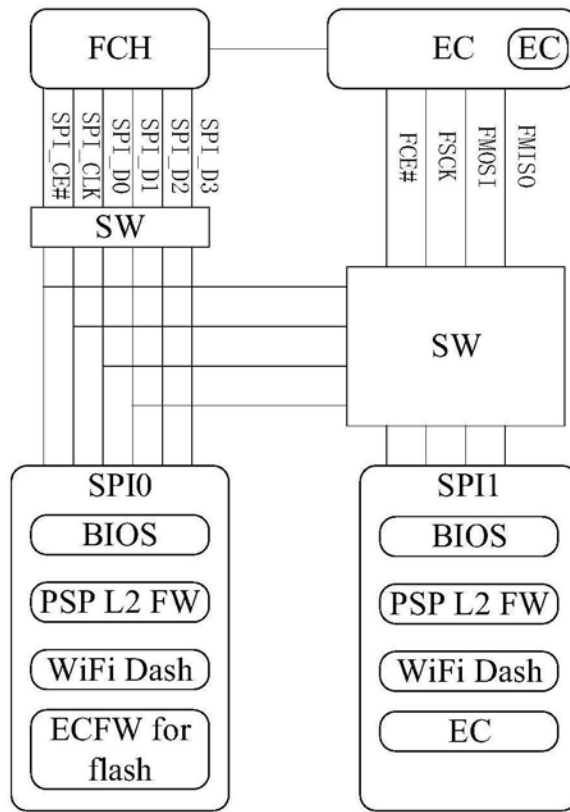 FCH
EC
EC
SPI_CE#
SPI_CLK
SPI_D0
SPI_D1
SPI_D2
SPI_D3
FCE#
FSCK
FMOSI
FMISO
SW
SW
SPI0
BIOS
PSP L2 FW
WiFi Dash
ECFW for
flash
SPI1
BIOS
PSP L2 FW
WiFi Dash
EC